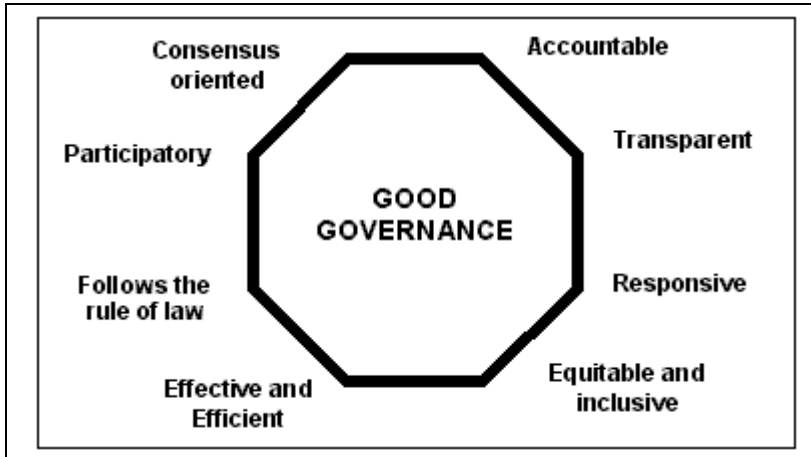 Consensus
oriented
Accountable
Participatory
Transparent
GOOD
GOVERNANCE
Follows the
rule of law
Responsive
Effective and
Efficient
Equitable and
inclusive